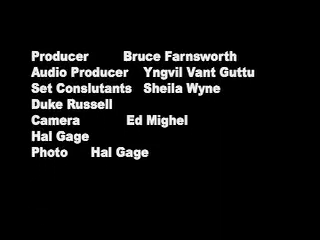 Producer Bruce Farnsworth
Audio Producer Yngvil Vant Guttu
Set Conslutants Sheila Wyne
Duke Russell
Camera Ed Mighel
Hal Gage
Photo Hal Gage